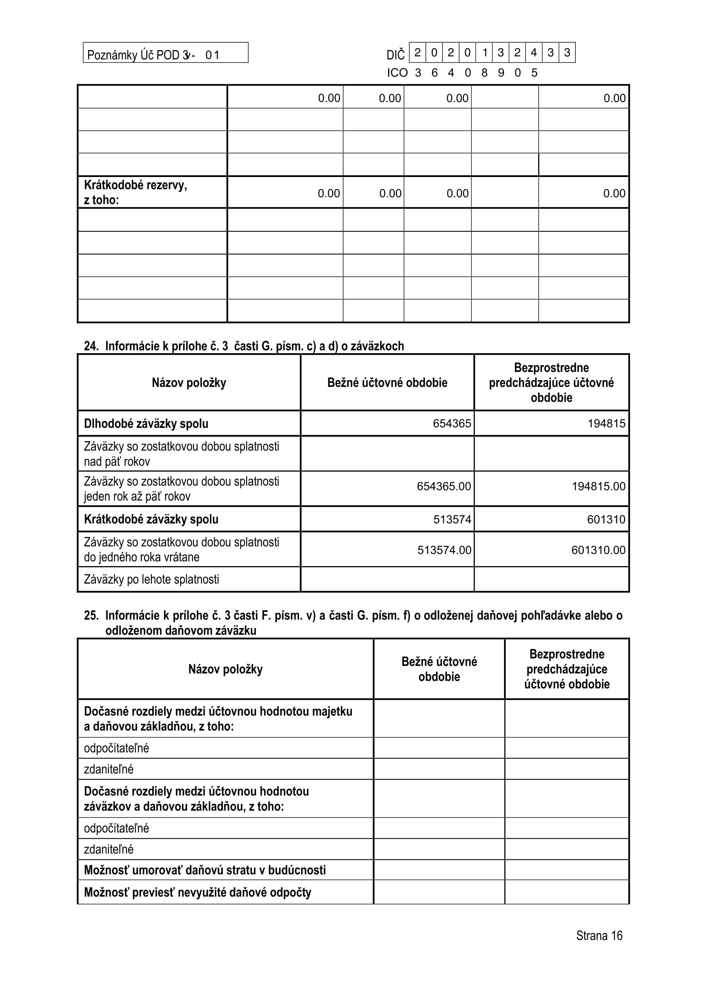 Poznámky Úč POD 3v- 01
DIČ 2 0 2 0 1 3 2 4 3 3
ICO 3 6 4 0 8 9 0 5
0.00 0.00 0.00 0.00
Krátkodobé rezervy,
z toho:
0.00 0.00 0.00 0.00
24. Informácie k prílohe č. 3 časti G. písm. c) a d) o záväzkoch
Názov položky
Bežné účtovné obdobie
Bezprostredne
predchádzajúce účtovné
obdobie
Dlhodobé záväzky spolu 654365 194815
Záväzky so zostatkovou dobou splatnosti
nad päť rokov
Záväzky so zostatkovou dobou splatnosti
jeden rok až päť rokov
654365.00 194815.00
Krátkodobé záväzky spolu 513574 601310
Záväzky so zostatkovou dobou splatnosti
do jedného roka vrátane
513574.00 601310.00
Záväzky po lehote splatnosti
25. Informácie k prílohe č. 3 časti F. písm. v) a časti G. písm. f) o odloženej daňovej pohľadávke alebo o
odloženom daňovom záväzku
Názov položky
Bežné účtovné
obdobie
Bezprostredne
predchádzajúce
účtovné obdobie
Dočasné rozdiely medzi účtovnou hodnotou majetku
a daňovou základňou, z toho:
odpočítateľné
zdaniteľné
Dočasné rozdiely medzi účtovnou hodnotou
záväzkov a daňovou základňou, z toho:
odpočítateľné
zdaniteľné
Možnosť umorovať daňovú stratu v budúcnosti
Možnosť previesť nevyužité daňové odpočty
Strana 16